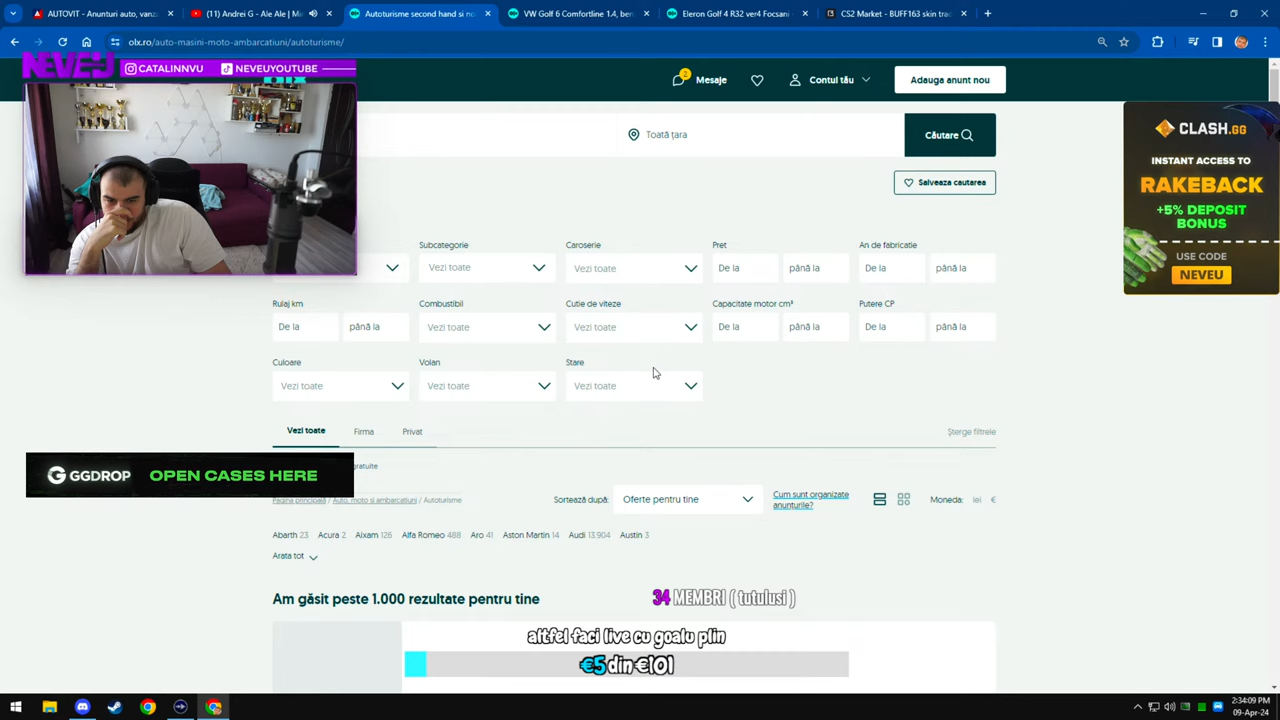 AUTOVIT - Anunturi auto, vanz
(11) Andrei G - Ale Ale | Mi
Autoturisme second hand si no
VW Golf 6 Comfortline 1.4, ben
Eleron Golf 4 R32 ver4 Focsani
CS2 Market - BUFF163 skin trac
olx.ro/auto-masini-moto-ambarcatiuni/autoturisme/
NEVEU CATALINNVU NEVEUYOUTUBE
Mesaje Contul tău Adauga anunt nou
Toată țara Căutare
Salveaza cautarea
CLASH.GG
INSTANT ACCESS TO
RAKEBACK
+5% DEPOSIT
BONUS
USE CODE
NEVEU
Subcategorie Caroserie Pret An de fabricatie
Vezi toate Vezi toate De la până la De la până la
Rulaj km Combustibil Cutie de viteze Capacitate motor cm³ Putere CP
De la până la Vezi toate Vezi toate De la până la De la până la
Culoare Volan Stare
Vezi toate Vezi toate Vezi toate
Vezi toate Firma Privat Șterge filtrele
gratuite
GGDROP OPEN CASES HERE
Pagina principală / Auto, moto si ambarcatiuni / Autoturisme
Sortează după: Oferte pentru tine Cum sunt organizate
anunțurile? Moneda: lei €
Abarth 23 Acura 2 Aixam 126 Alfa Romeo 488 Aro 41 Aston Martin 14 Audi 13.904 Austin 3
Arata tot
Am găsit peste 1.000 rezultate pentru tine
34 MEMBRI ( tutulusi )
altfel faci live cu goalu plin
€5 din €101
2:34:09 PM
09-Apr-24